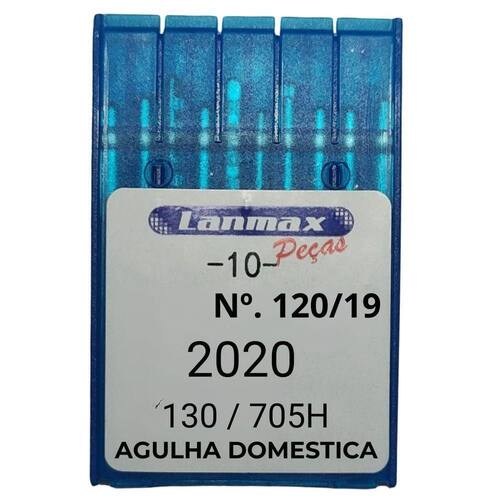 Lanmax
Peças
-10-
Nº. 120/19
2020
130 / 705H
AGULHA DOMESTICA